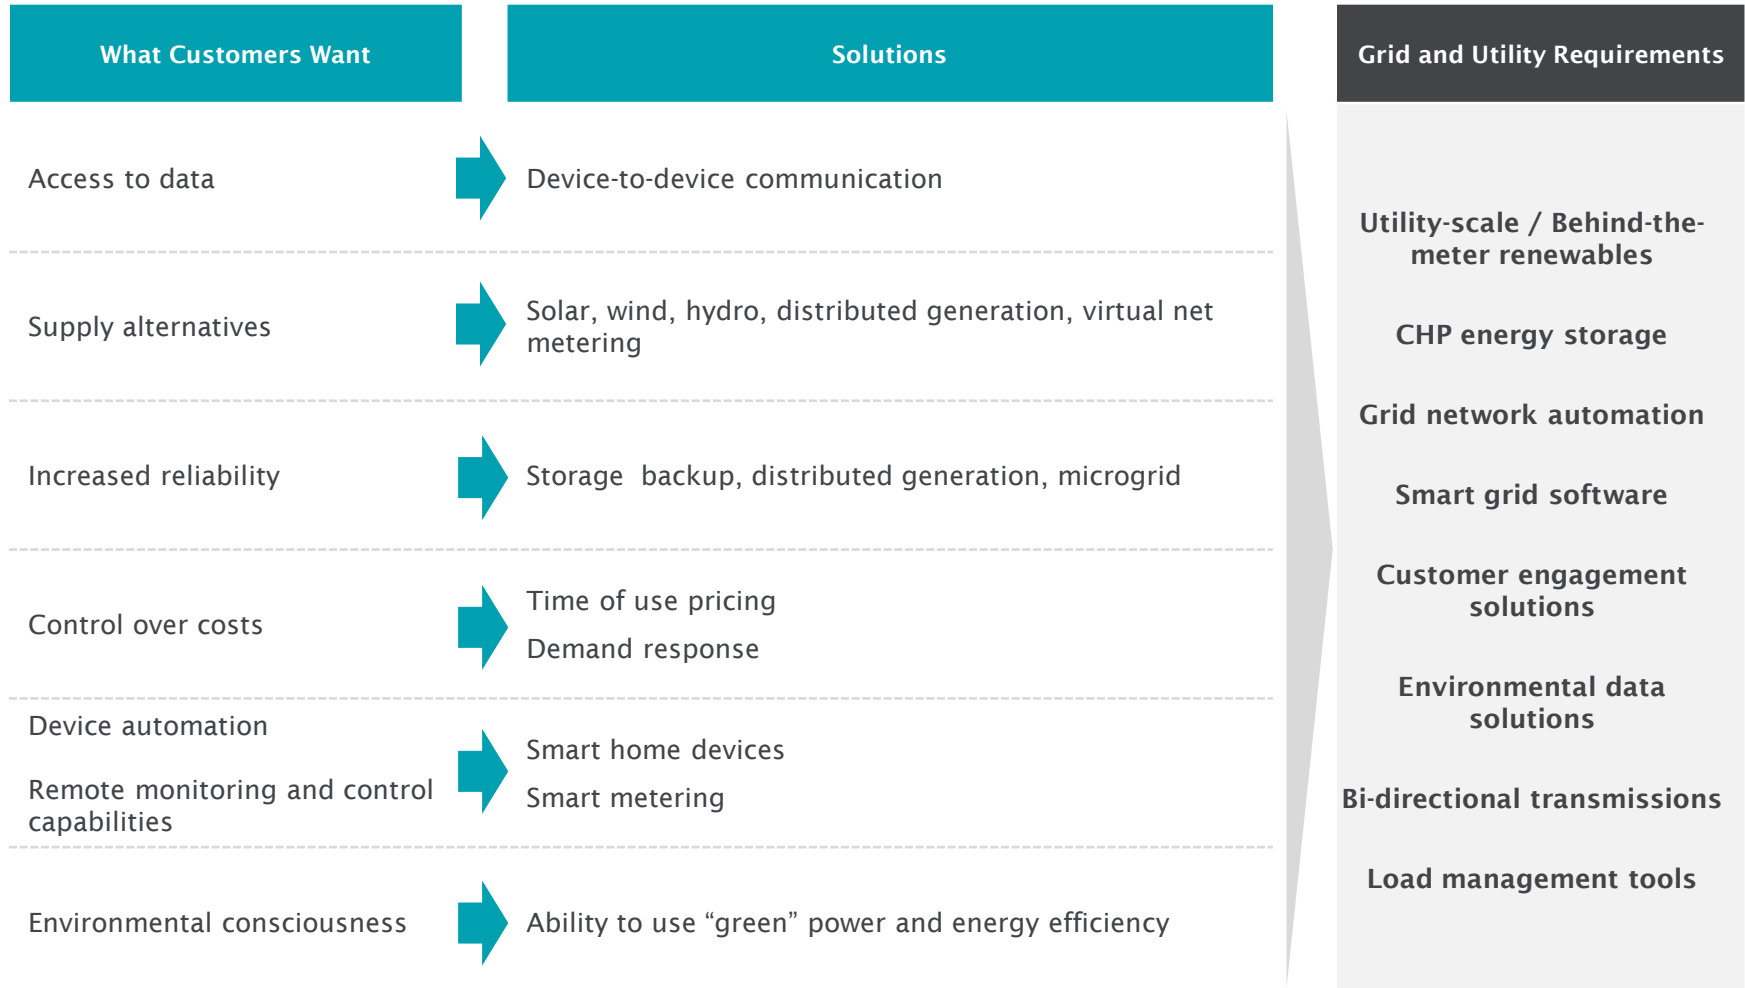 What Customers Want
Solutions
Grid and Utility Requirements
Access to data
Device-to-device communication
Supply alternatives
Solar, wind, hydro, distributed generation, virtual net
metering
Increased reliability
Storage  backup, distributed generation, microgrid
Control over costs
Time of use pricing
Demand response
Device automation
Remote monitoring and control
capabilities
Smart home devices
Smart metering
Environmental consciousness
Ability to use “green” power and energy efficiency
Utility-scale / Behind-the-
meter renewables
CHP energy storage
Grid network automation
Smart grid software
Customer engagement
solutions
Environmental data
solutions
Bi-directional transmissions
Load management tools